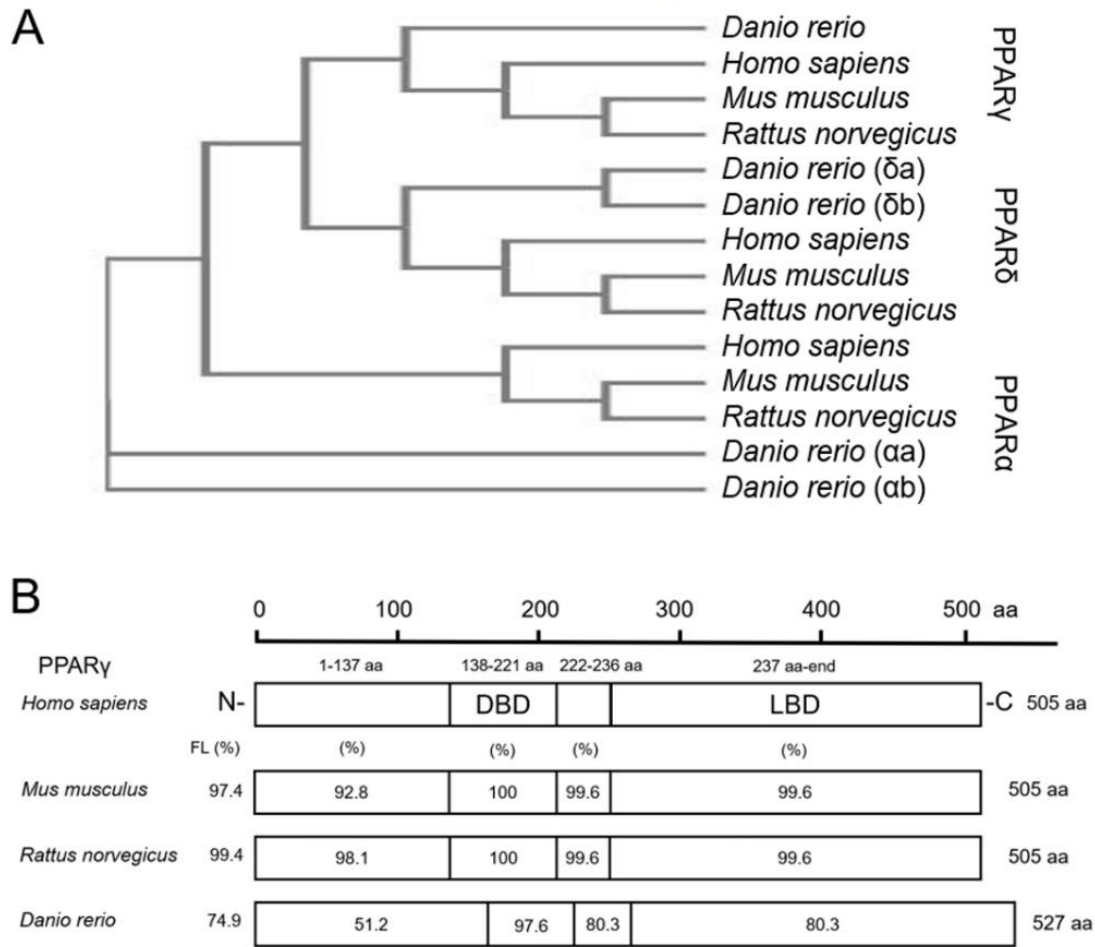 A
Danio rerio
Homo sapiens
Mus musculus
Rattus norvegicus
PPARγ
Danio rerio (δa)
Danio rerio (δb)
Homo sapiens
Mus musculus
Rattus norvegicus
PPARδ
Homo sapiens
Mus musculus
Rattus norvegicus
Danio rerio (αa)
Danio rerio (αb)
PPARα
B
0 100 200 300 400 500 aa
PPARγ 1-137 aa 138-221 aa 222-236 aa 237 aa-end
Homo sapiens N- DBD LBD -C 505 aa
FL (%) (%) (%) (%) (%)
Mus musculus 97.4 92.8 100 99.6 99.6 505 aa
Rattus norvegicus 99.4 98.1 100 99.6 99.6 505 aa
Danio rerio 74.9 51.2 97.6 80.3 80.3 527 aa